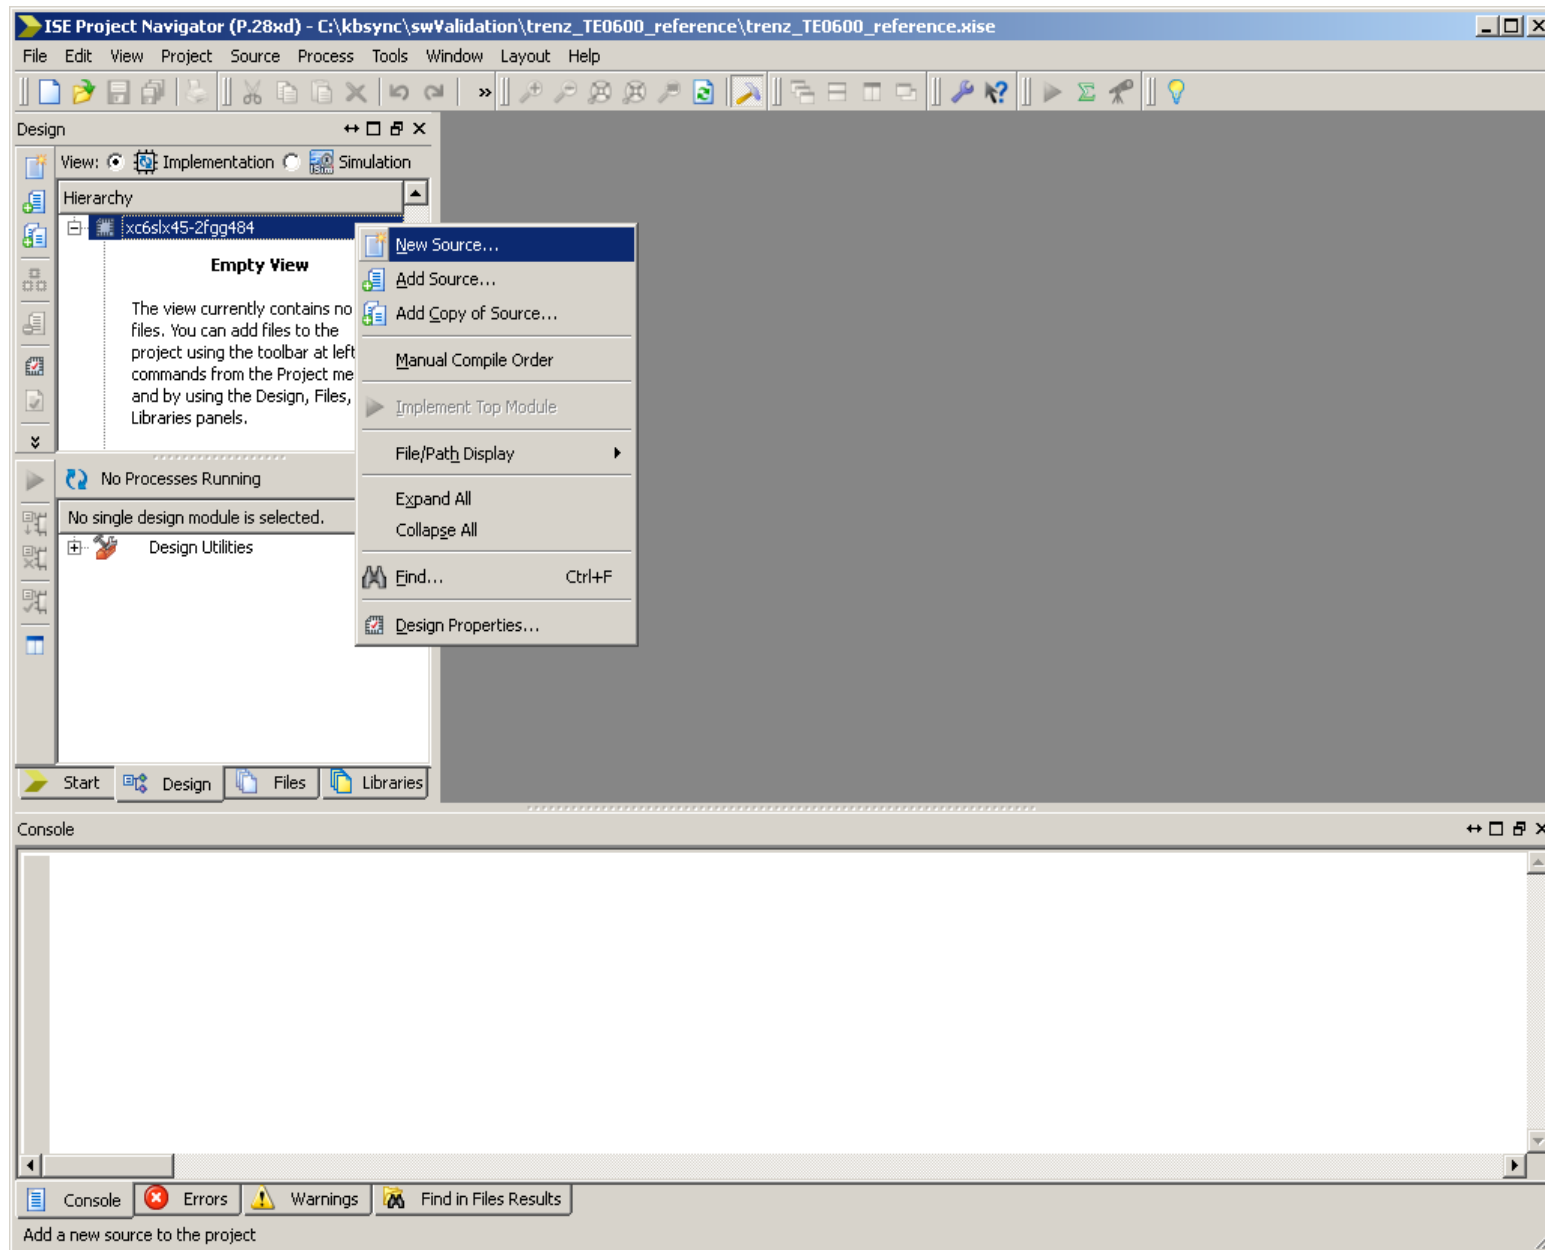 ISE Project Navigator (P.28xd) - C:\kbsync\swValidation\trenz_TE0600_reference\trenz_TE0600_reference.xise
File Edit View Project Source Process Tools Window Layout Help
Design
View: Implementation Simulation
Hierarchy
xc6slx45-2fgg484
Empty View
The view currently contains no
files. You can add files to the
project using the toolbar at left
commands from the Project me
and by using the Design, Files,
Libraries panels.
New Source...
Add Source...
Add Copy of Source...
Manual Compile Order
Implement Top Module
File/Path Display
Expand All
Collapse All
Find... Ctrl+F
Design Properties...
No Processes Running
No single design module is selected.
Design Utilities
Start Design Files Libraries
Console
Console Errors Warnings Find in Files Results
Add a new source to the project